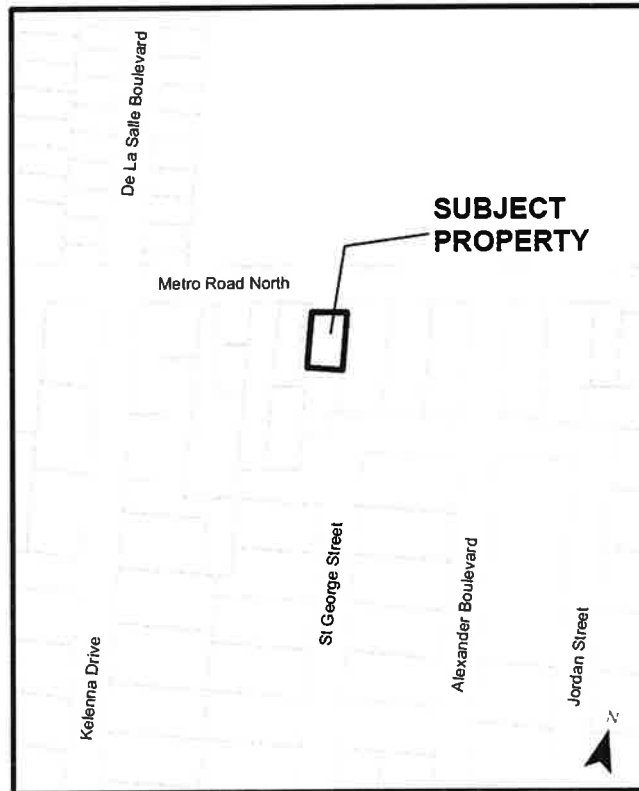 De La Salle Boulevard
SUBJECT
PROPERTY
Metro Road North
St George Street
Alexander Boulevard
Jordan Street
Kelenna Drive
N